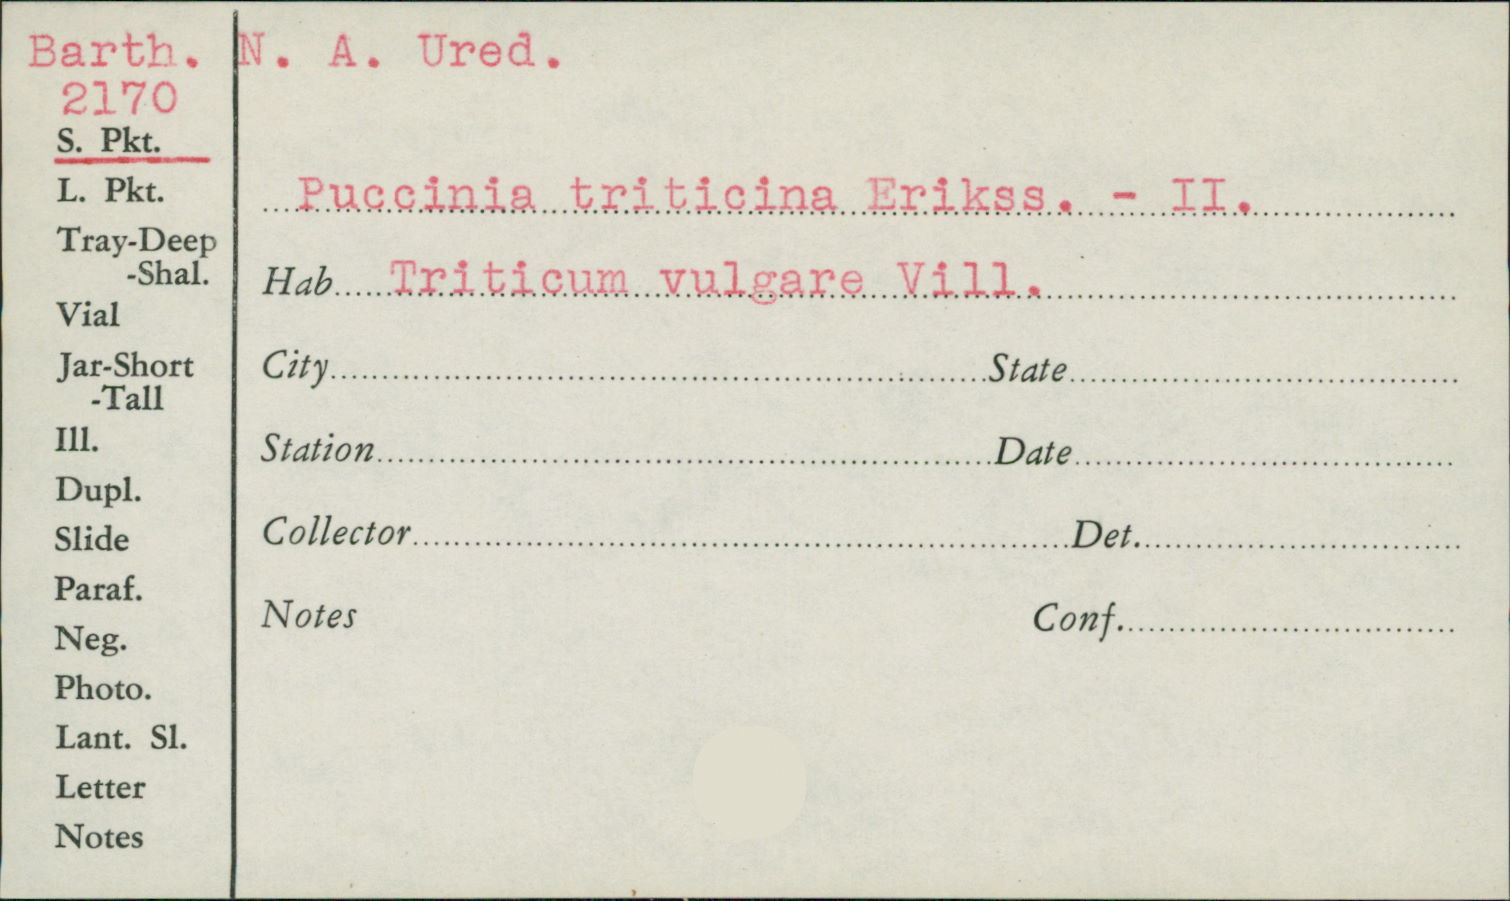 Barth. N. A. Ured.
2170
S. Pkt.
L. Pkt.
Tray-Deep
-Shal.
Vial
Jar-Short
-Tall
Ill.
Dupl.
Slide
Paraf.
Neg.
Photo.
Lant. Sl.
Letter
Notes
Puccinia triticina Erikss. - II.
Hab. Triticum vulgare Vill.
City State
Station Date
Collector Det.
Notes Conf.